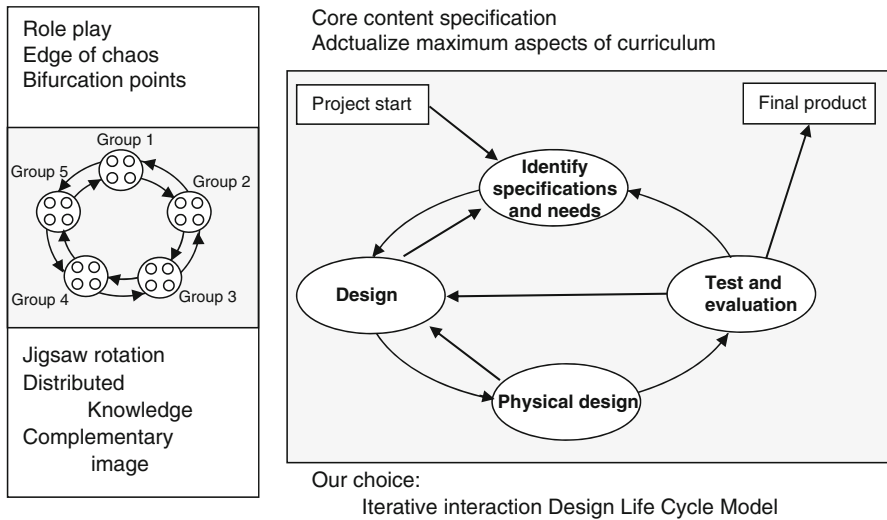 Role play
Edge of chaos
Bifurcation points
Group 1
Group 5
Group 2
Group 4
Group 3
Jigsaw rotation
Distributed
Knowledge
Complementary
image
Core content specification
Adctualize maximum aspects of curriculum
Project start
Final product
Identify
specifications
and needs
Design
Test and
evaluation
Physical design
Our choice:
Iterative interaction Design Life Cycle Model